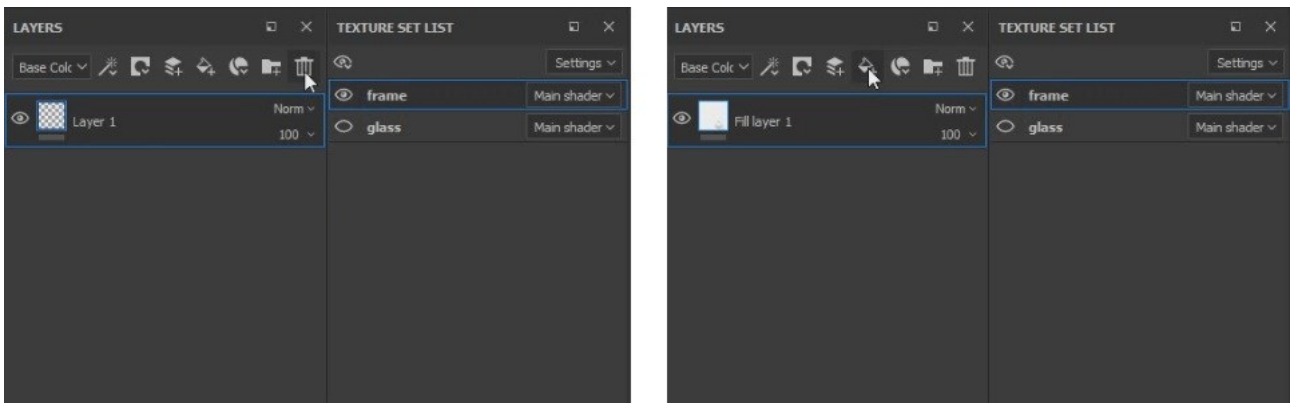 LAYERS
TEXTURE SET LIST
Base Colc
Settings
frame
Main shader
Layer 1
Norm
100
glass
Main shader
LAYERS
TEXTURE SET LIST
Base Colc
Settings
frame
Main shader
Fill layer 1
Norm
100
glass
Main shader